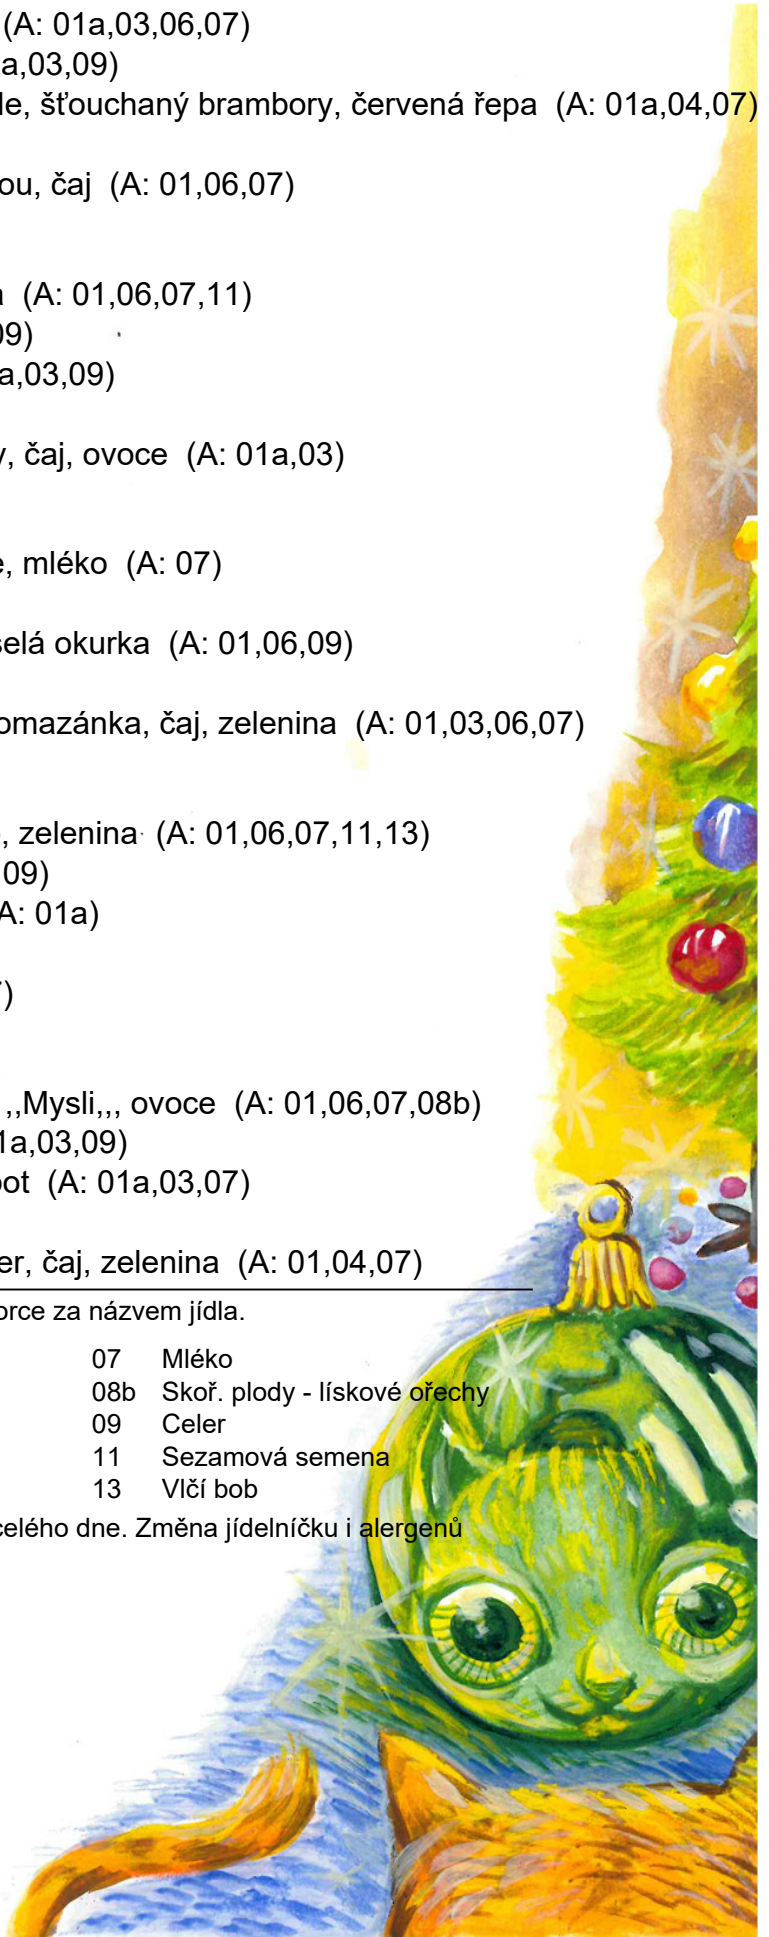 (A: 01a,03,06,07)
a,03,09)
le, šťouchaný brambory, červená řepa (A: 01a,04,07)
ou, čaj (A: 01,06,07)
a (A: 01,06,07,11)
09)
a,03,09)
y, čaj, ovoce (A: 01a,03)
e, mléko (A: 07)
selá okurka (A: 01,06,09)
omazánka, čaj, zelenina (A: 01,03,06,07)
, zelenina (A: 01,06,07,11,13)
09)
A: 01a)
7)
,,Mysli,,, ovoce (A: 01,06,07,08b)
1a,03,09)
pot (A: 01a,03,07)
er, čaj, zelenina (A: 01,04,07)
orce za názvem jídla.
07 Mléko
08b Skoř. plody - lískové ořechy
09 Celer
11 Sezamová semena
13 Vlčí bob
celého dne. Změna jídelníčku i alergenů